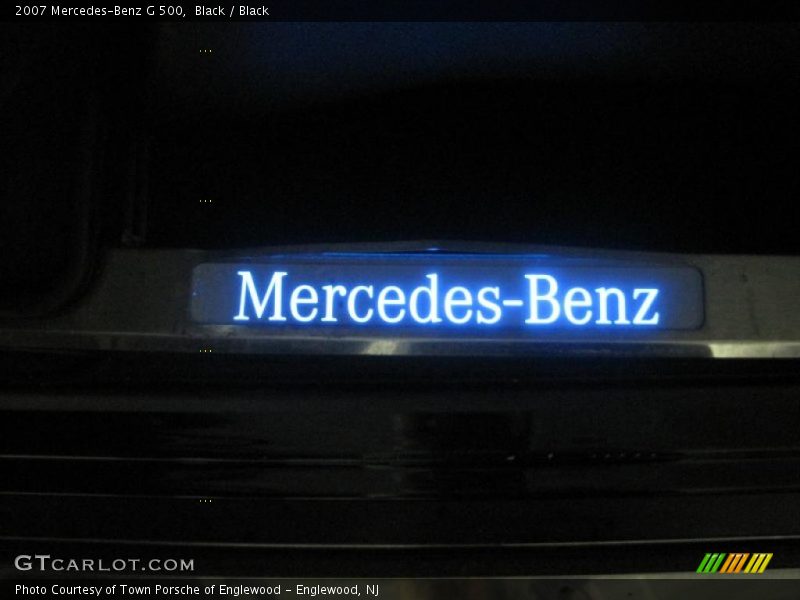 2007 Mercedes-Benz G 500,  Black / Black
Mercedes-Benz
GTCARLOT.COM
Photo Courtesy of Town Porsche of Englewood - Englewood, NJ